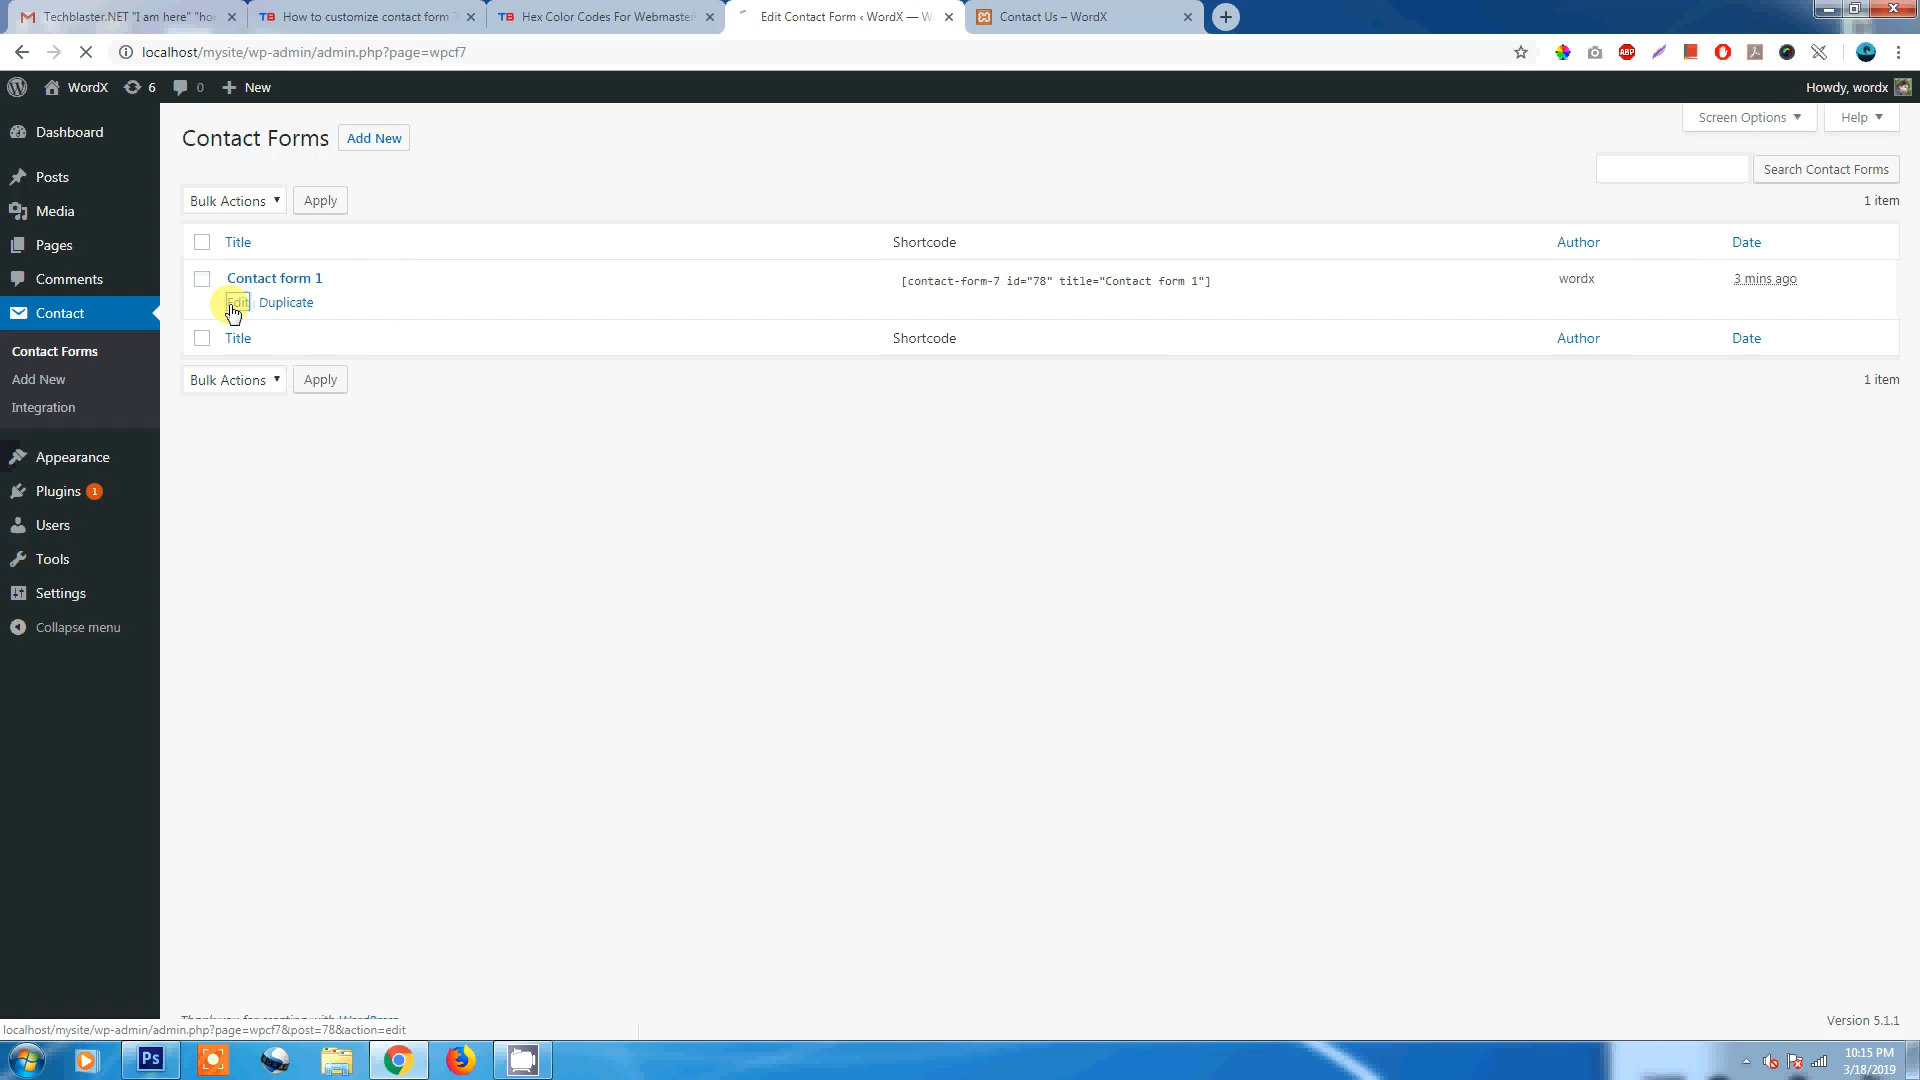 Techblaster.NET "I am here" "ho
How to customize contact form
Hex Color Codes For Webmaster
Edit Contact Form ‹ WordX — W
Contact Us – WordX
localhost/mysite/wp-admin/admin.php?page=wpcf7
ABP
WordX
6
0
New
Howdy, wordx
Dashboard
Posts
Media
Pages
Comments
Contact
Contact Forms
Add New
Integration
Appearance
Plugins 1
Users
Tools
Settings
Collapse menu
Contact Forms
Add New
Screen Options
Help
Search Contact Forms
Bulk Actions
Apply
1 item
Title
Shortcode
Author
Date
Contact form 1
[contact-form-7 id="78" title="Contact form 1"]
wordx
3 mins ago
Edit
Duplicate
Title
Shortcode
Author
Date
Bulk Actions
Apply
1 item
Version 5.1.1
localhost/mysite/wp-admin/admin.php?page=wpcf7&post=78&action=edit
Ps
10:15 PM
3/18/2019